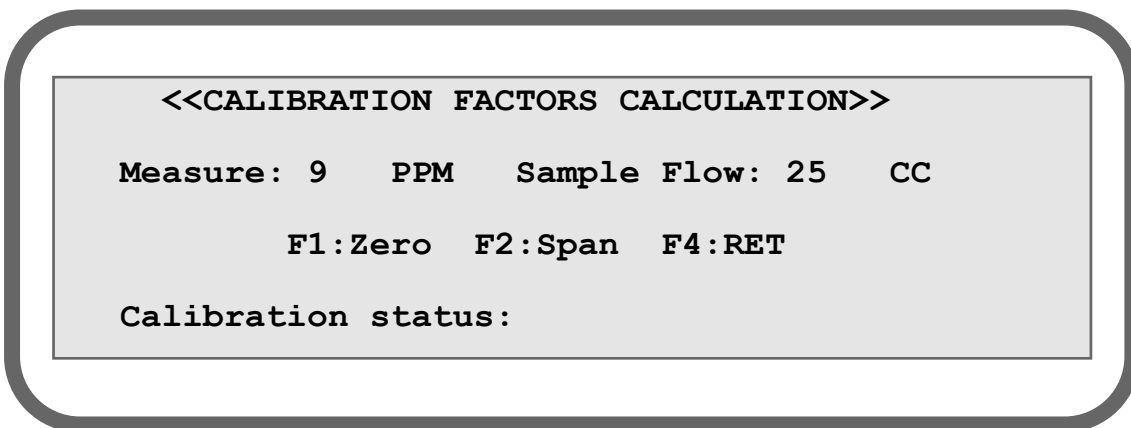 <<CALIBRATION FACTORS CALCULATION>>
Measure: 9 PPM Sample Flow: 25 CC
F1:Zero F2:Span F4:RET
Calibration status: